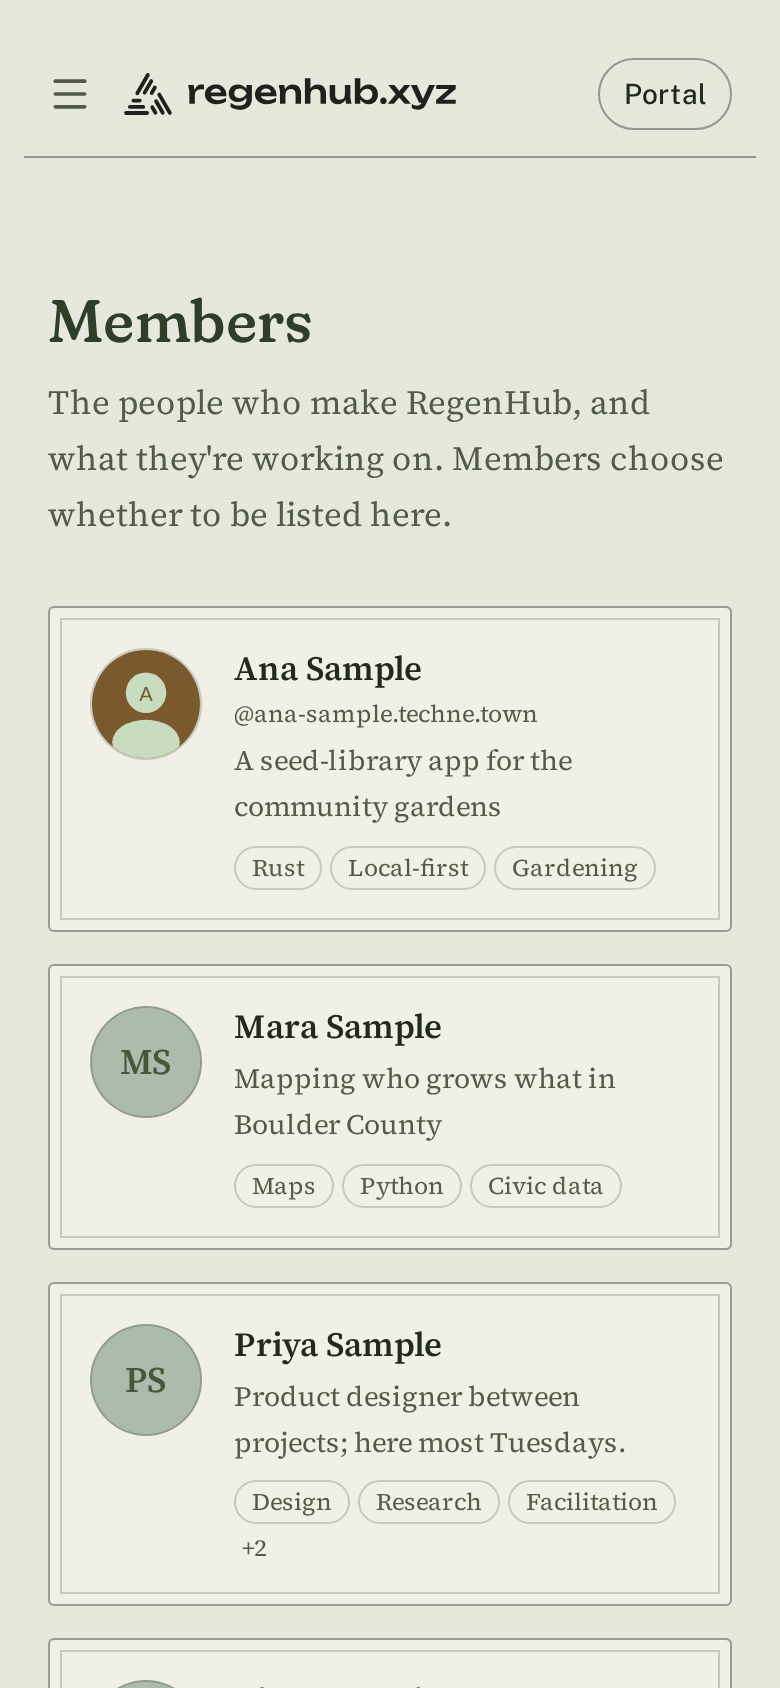 regenhub.xyz
Portal
Members
The people who make RegenHub, and
what they're working on. Members choose
whether to be listed here.
A
Ana Sample
@ana-sample.techne.town
A seed-library app for the
community gardens
Rust Local-first Gardening
MS
Mara Sample
Mapping who grows what in
Boulder County
Maps Python Civic data
PS
Priya Sample
Product designer between
projects; here most Tuesdays.
Design Research Facilitation
+2